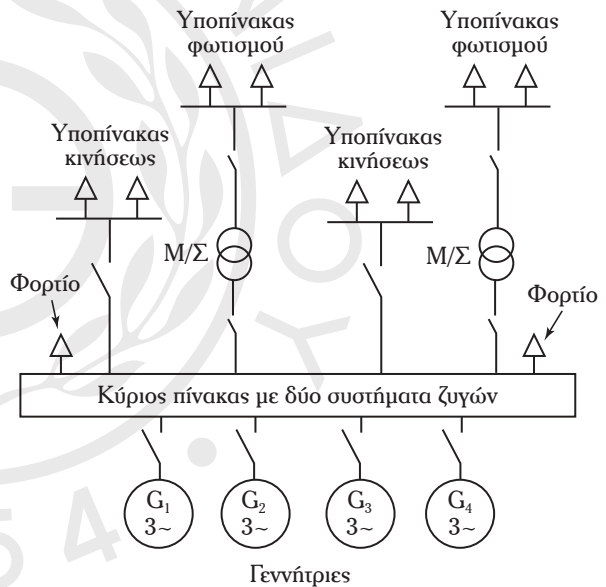 Υποπίνακας
φωτισμού
Υποπίνακας
φωτισμού
Υποπίνακας
κινήσεως
Υποπίνακας
κινήσεως
Μ/Σ
Μ/Σ
Φορτίο
Φορτίο
Κύριος πίνακας με δύο συστήματα ζυγών
G₁
3~
G₂
3~
G₃
3~
G₄
3~
Γεννήτριες